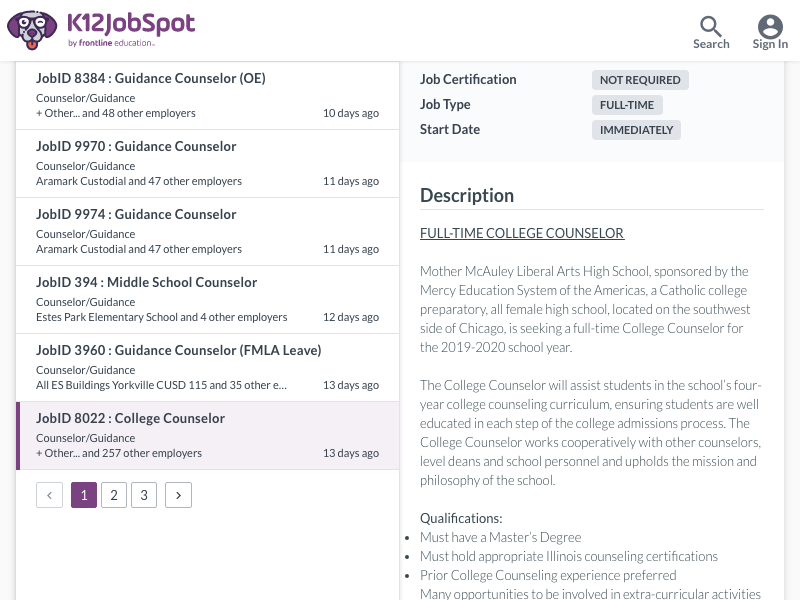 K12JobSpot
by frontline education™
Search
Sign In
JobID 8384 : Guidance Counselor (OE)
Counselor/Guidance
+ Other... and 48 other employers
10 days ago
JobID 9970 : Guidance Counselor
Counselor/Guidance
Aramark Custodial and 47 other employers
11 days ago
JobID 9974 : Guidance Counselor
Counselor/Guidance
Aramark Custodial and 47 other employers
11 days ago
JobID 394 : Middle School Counselor
Counselor/Guidance
Estes Park Elementary School and 4 other employers
12 days ago
JobID 3960 : Guidance Counselor (FMLA Leave)
Counselor/Guidance
All ES Buildings Yorkville CUSD 115 and 35 other e...
13 days ago
JobID 8022 : College Counselor
Counselor/Guidance
+ Other... and 257 other employers
13 days ago
‹ 1 2 3 ›
Job Certification NOT REQUIRED
Job Type FULL-TIME
Start Date IMMEDIATELY
Description
FULL-TIME COLLEGE COUNSELOR
Mother McAuley Liberal Arts High School, sponsored by the
Mercy Education System of the Americas, a Catholic college
preparatory, all female high school, located on the southwest
side of Chicago, is seeking a full-time College Counselor for
the 2019-2020 school year.
The College Counselor will assist students in the school's four-
year college counseling curriculum, ensuring students are well
educated in each step of the college admissions process. The
College Counselor works cooperatively with other counselors,
level deans and school personnel and upholds the mission and
philosophy of the school.
Qualifications:
• Must have a Master's Degree
• Must hold appropriate Illinois counseling certifications
• Prior College Counseling experience preferred
Many opportunities to be involved in extra-curricular activities